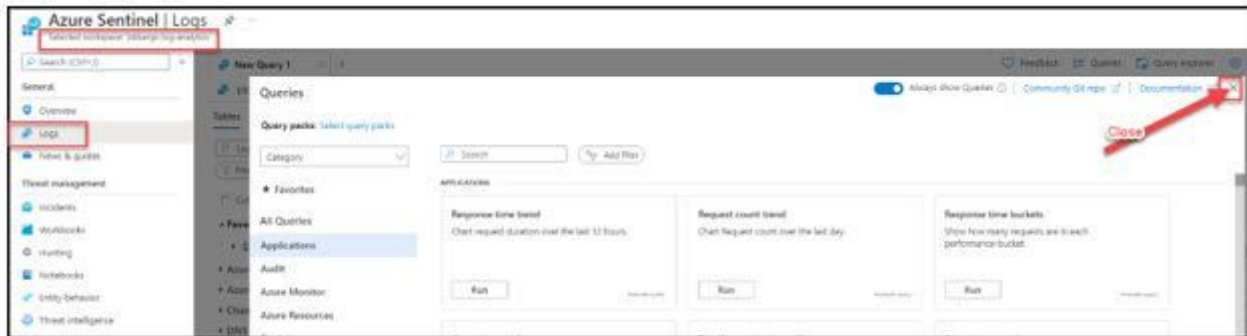 Azure Sentinel | Logs
Selected workspace:
Search (Ctrl+/)
General
Overview
Logs
News & guides
Threat management
Incidents
Workbooks
Hunting
Notebooks
Entity behavior
Threat intelligence
New Query 1
Feedback
Queries
Query explorer
Tables
Queries
Always show Queries
Community Git repo
Documentation
Close
Query packs: Select query packs
Category
Search
Add filter
Favorites
All Queries
Applications
Audit
Azure Monitor
Azure Resources
APPLICATIONS
Response time trend
Chart request duration over the last 12 hours.
Run
Request count trend
Chart Request count over the last day.
Run
Response time buckets
Show how many requests are in each
performance-bucket.
Run